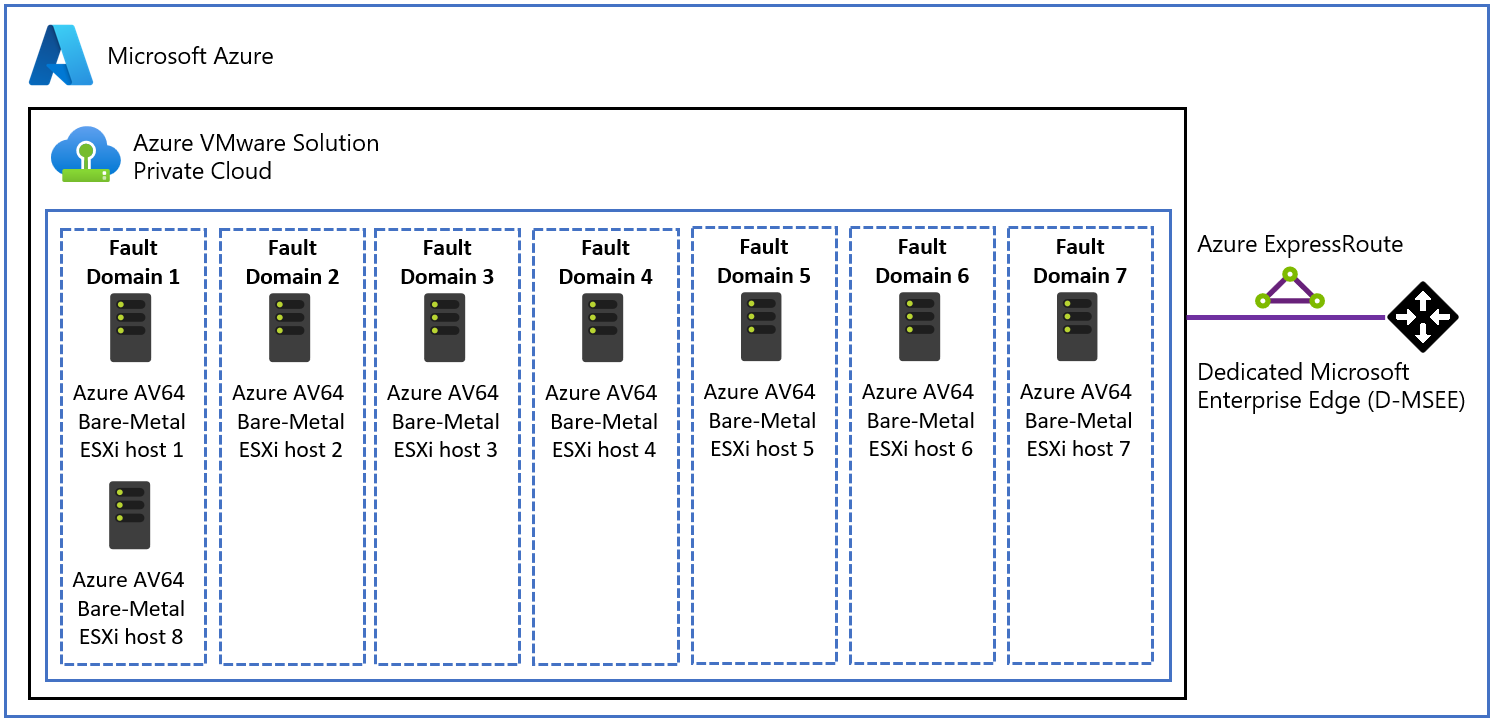 Microsoft Azure
Azure VMware Solution
Private Cloud
Fault
Domain 1
Azure AV64
Bare-Metal
ESXi host 1
Azure AV64
Bare-Metal
ESXi host 8
Fault
Domain 2
Azure AV64
Bare-Metal
ESXi host 2
Fault
Domain 3
Azure AV64
Bare-Metal
ESXi host 3
Fault
Domain 4
Azure AV64
Bare-Metal
ESXi host 4
Fault
Domain 5
Azure AV64
Bare-Metal
ESXi host 5
Fault
Domain 6
Azure AV64
Bare-Metal
ESXi host 6
Fault
Domain 7
Azure AV64
Bare-Metal
ESXi host 7
Azure ExpressRoute
Dedicated Microsoft
Enterprise Edge (D-MSEE)